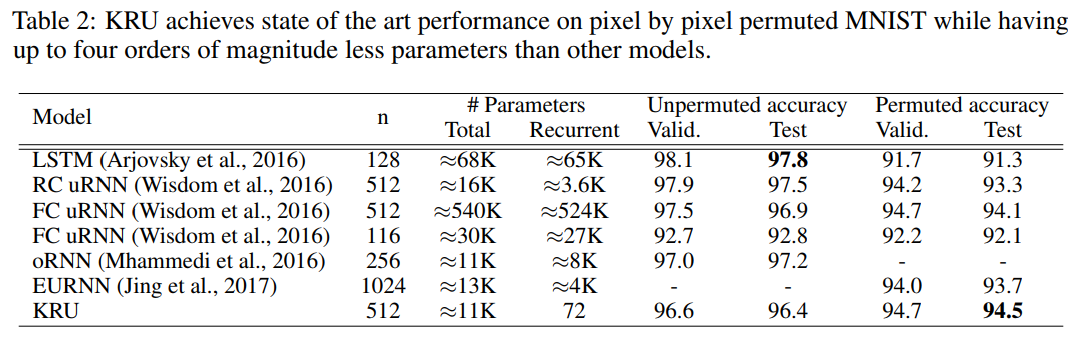 Table 2: KRU achieves state of the art performance on pixel by pixel permuted MNIST while having
up to four orders of magnitude less parameters than other models.
Model n # Parameters Unpermuted accuracy Permuted accuracy
Total Recurrent Valid. Test Valid. Test
LSTM (Arjovsky et al., 2016) 128 ≈68K ≈65K 98.1 97.8 91.7 91.3
RC uRNN (Wisdom et al., 2016) 512 ≈16K ≈3.6K 97.9 97.5 94.2 93.3
FC uRNN (Wisdom et al., 2016) 512 ≈540K ≈524K 97.5 96.9 94.7 94.1
FC uRNN (Wisdom et al., 2016) 116 ≈30K ≈27K 92.7 92.8 92.2 92.1
oRNN (Mhammedi et al., 2016) 256 ≈11K ≈8K 97.0 97.2 - -
EURNN (Jing et al., 2017) 1024 ≈13K ≈4K - - 94.0 93.7
KRU 512 ≈11K 72 96.6 96.4 94.7 94.5